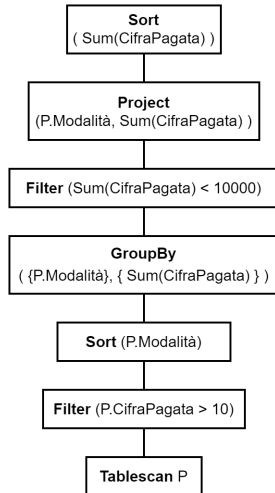 Sort
( Sum(CifraPagata) )
Project
(P.Modalità, Sum(CifraPagata) )
Filter (Sum(CifraPagata) < 10000)
GroupBy
( {P.Modalità}, { Sum(CifraPagata) } )
Sort (P.Modalità)
Filter (P.CifraPagata > 10)
Tablescan P